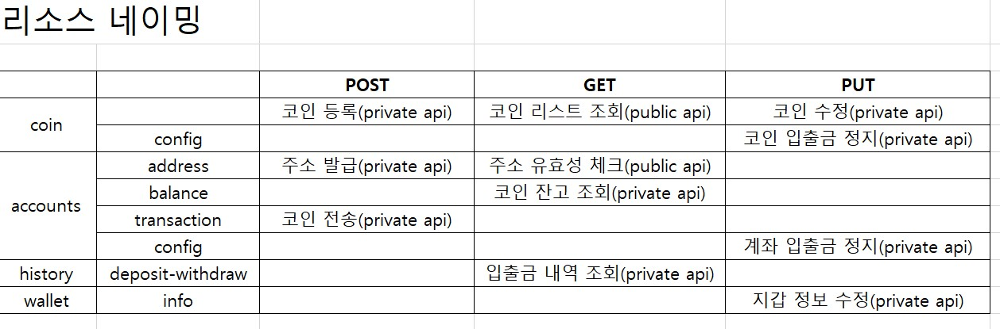 리소스 네이밍
POST GET PUT
coin 코인 등록(private api) 코인 리스트 조회(public api) 코인 수정(private api)
config 코인 입출금 정지(private api)
accounts address 주소 발급(private api) 주소 유효성 체크(public api)
balance 코인 잔고 조회(private api)
transaction 코인 전송(private api)
config 계좌 입출금 정지(private api)
history deposit-withdraw 입출금 내역 조회(private api)
wallet info 지갑 정보 수정(private api)